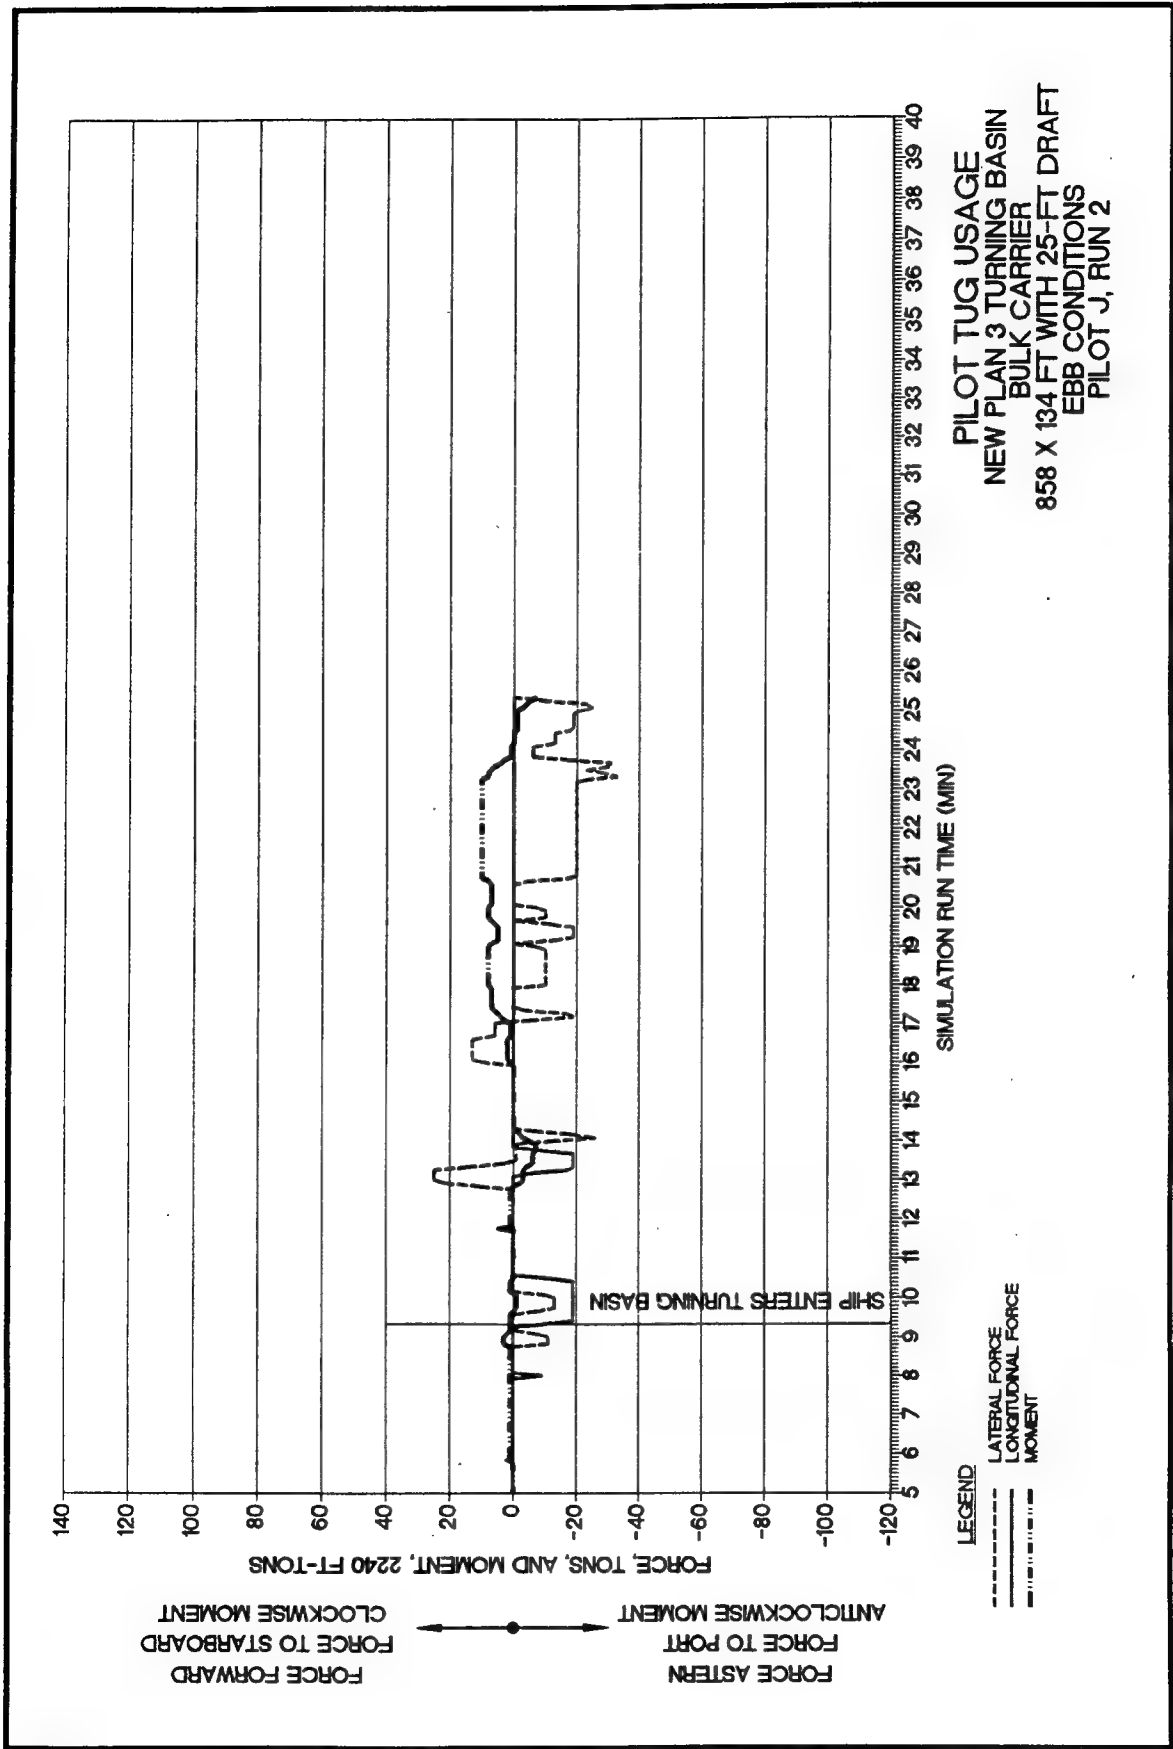 140
120
100
80
60
40
20
0
-20
-40
-60
-80
-100
-120
FORCE, TONS, AND MOMENT, 2240 FT-TONS
FORCE FORWARD
FORCE TO STARBOARD
CLOCKWISE MOMENT
FORCE ASTERN
FORCE TO PORT
ANTICLOCKWISE MOMENT
SHIP ENTERS TURNING BASIN
5 6 7 8 9 10 11 12 13 14 15 16 17 18 19 20 21 22 23 24 25 26 27 28 29 30 31 32 33 34 35 36 37 38 39 40
SIMULATION RUN TIME (MIN)
LEGEND
LATERAL FORCE
LONGITUDINAL FORCE
MOMENT
PILOT TUG USAGE
NEW PLAN 3 TURNING BASIN
BULK CARRIER
858 X 134 FT WITH 25-FT DRAFT
EBB CONDITIONS
PILOT J, RUN 2